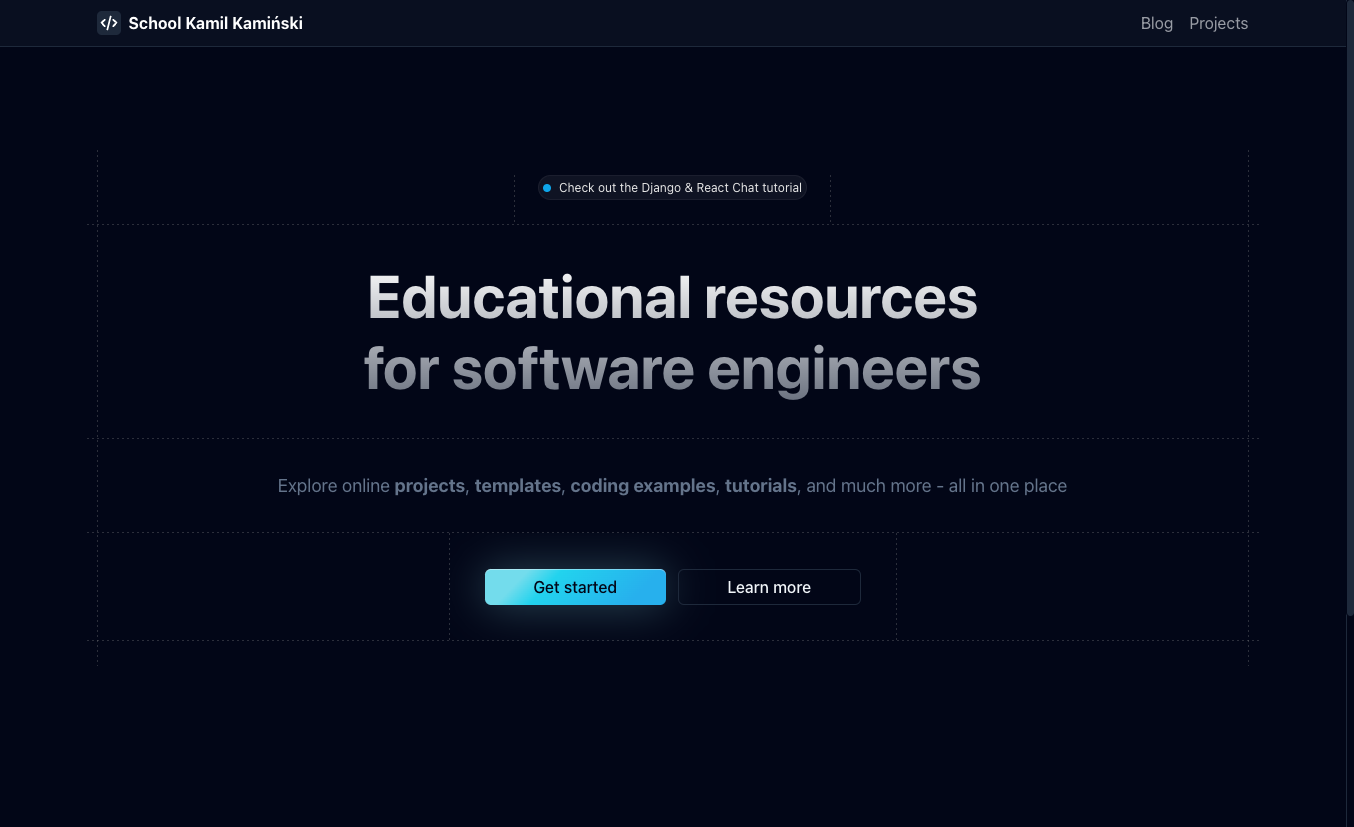 </> School Kamil Kamiński
Blog Projects
Check out the Django & React Chat tutorial
Educational resources
for software engineers
Explore online projects, templates, coding examples, tutorials, and much more - all in one place
Get started
Learn more